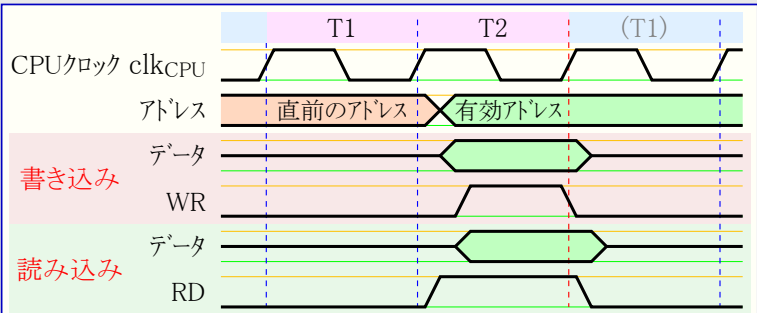 T1 T2 (T1)
CPUクロック clkCPU
アドレス 直前のアドレス 有効アドレス
データ
書き込み
WR
データ
読み込み
RD